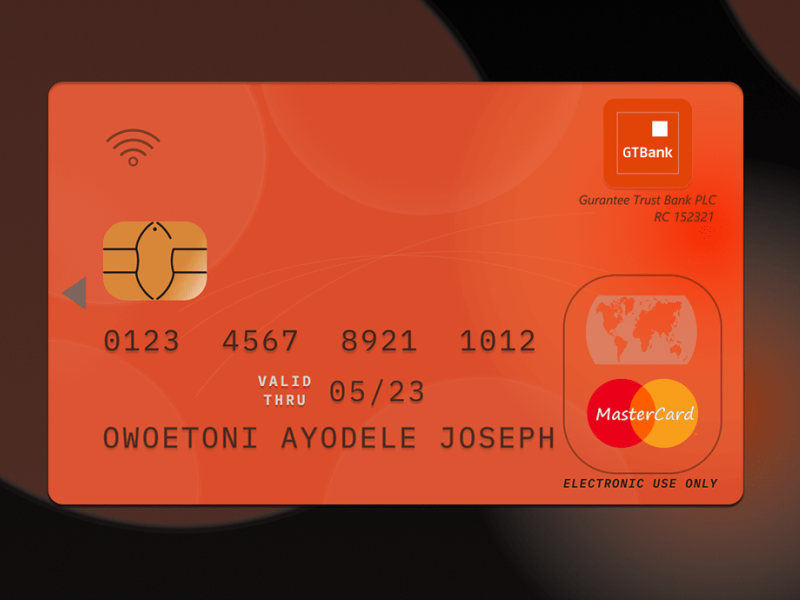 GTBank
Gurantee Trust Bank PLC
RC 152321
0123 4567 8921 1012
VALID
THRU
05/23
OWOETONI AYODELE JOSEPH
MasterCard
ELECTRONIC USE ONLY